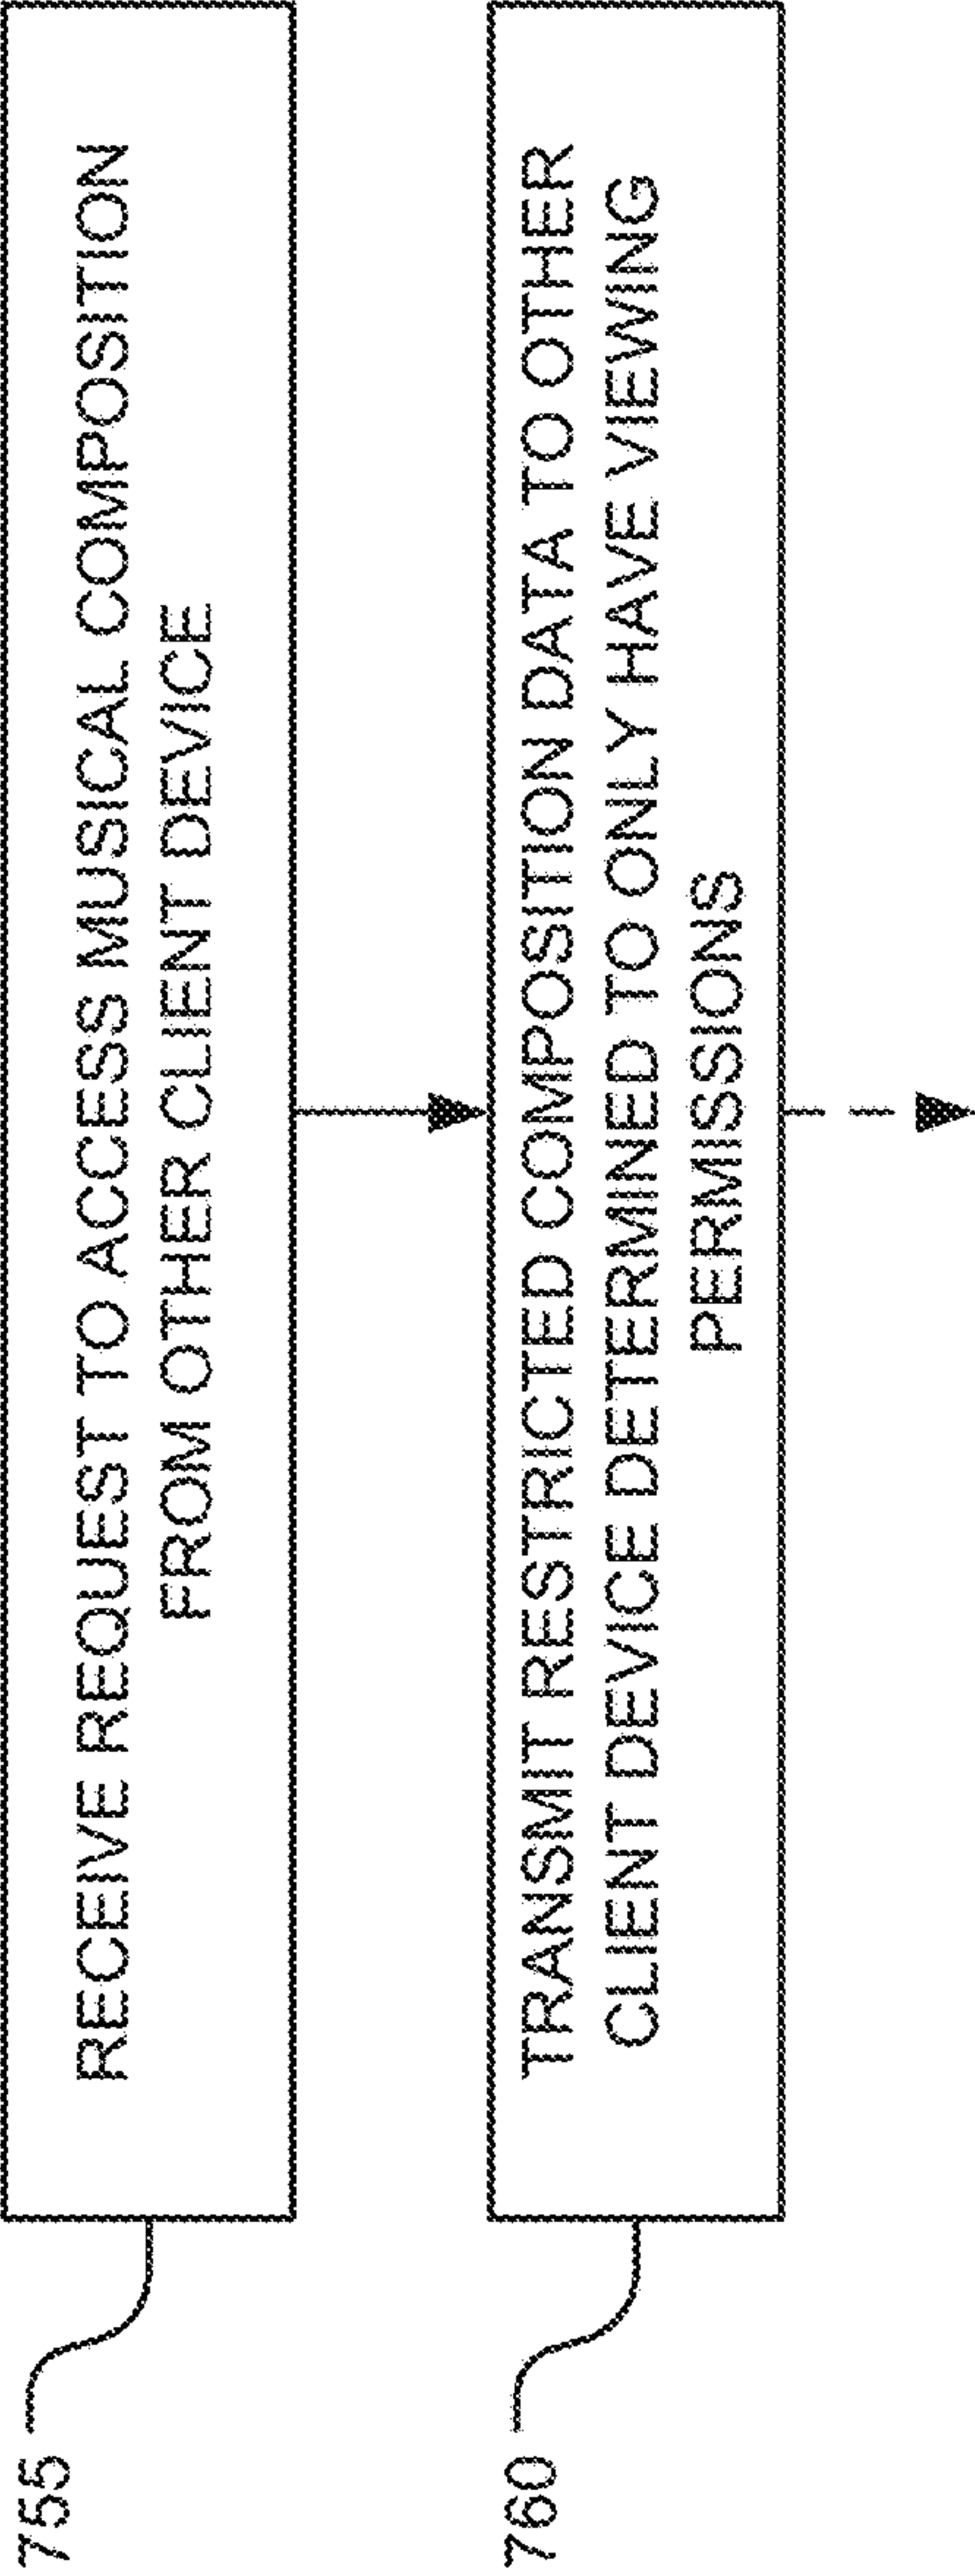 755
RECEIVE REQUEST TO ACCESS MUSICAL COMPOSITION
FROM OTHER CLIENT DEVICE
760
TRANSMIT RESTRICTED COMPOSITION DATA TO OTHER
CLIENT DEVICE DETERMINED TO ONLY HAVE VIEWING
PERMISSIONS